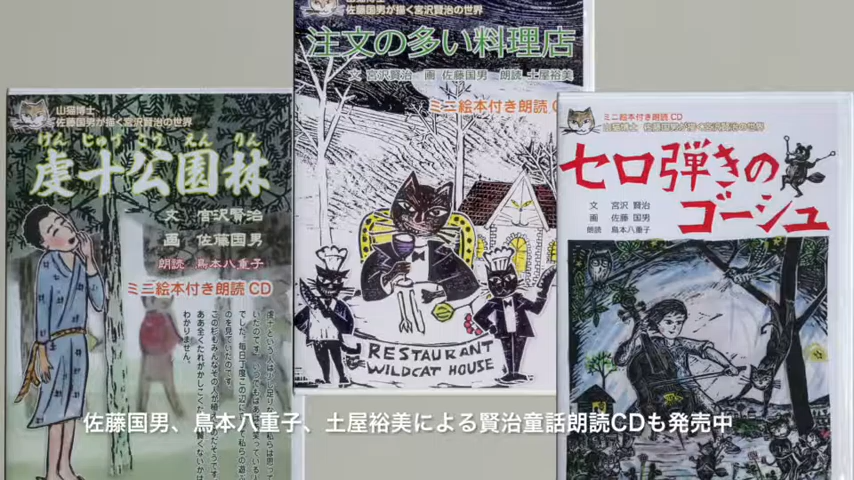 山猫博士
佐藤国男が描く宮沢賢治の世界
けん じゅう こう えん りん
虔十公園林
文 宮沢賢治
画 佐藤国男
朗読 鳥本八重子
ミニ絵本付き朗読CD
わかりません。
佐藤国男が描く宮沢賢治の世界
注文の多い料理店
文 宮沢賢治 画 佐藤国男 朗読 土屋裕美
ミニ絵本付き朗読
RESTAURANT
WILDCAT HOUSE
ミニ絵本付き朗読CD
山猫博士 佐藤国男が描く宮沢賢治の世界
セロ弾きの
ゴーシュ
文 宮沢 賢治
画 佐藤 国男
朗読 鳥本八重子
佐藤国男、鳥本八重子、土屋裕美による賢治童話朗読CDも発売中